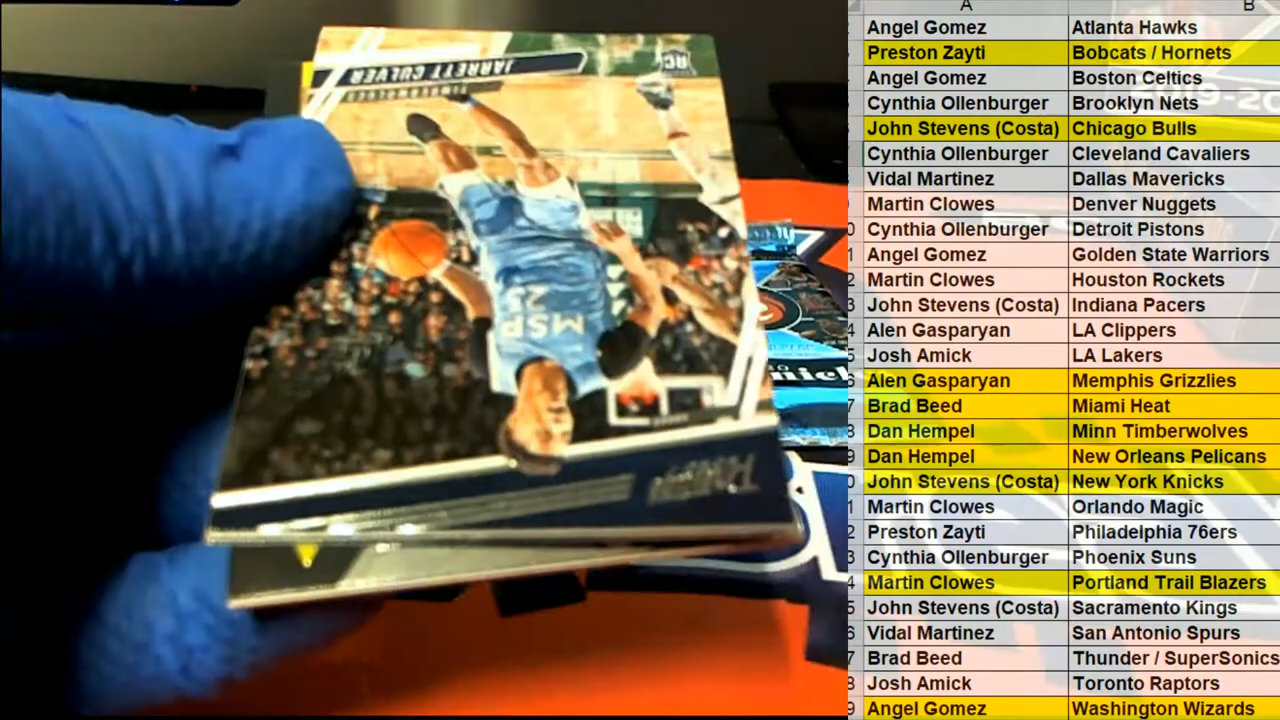 A B
Angel Gomez Atlanta Hawks
Preston Zayti Bobcats / Hornets
Angel Gomez Boston Celtics
Cynthia Ollenburger Brooklyn Nets
John Stevens (Costa) Chicago Bulls
Cynthia Ollenburger Cleveland Cavaliers
Vidal Martinez Dallas Mavericks
Martin Clowes Denver Nuggets
Cynthia Ollenburger Detroit Pistons
Angel Gomez Golden State Warriors
Martin Clowes Houston Rockets
John Stevens (Costa) Indiana Pacers
Alen Gasparyan LA Clippers
Josh Amick LA Lakers
Alen Gasparyan Memphis Grizzlies
Brad Beed Miami Heat
Dan Hempel Minn Timberwolves
Dan Hempel New Orleans Pelicans
John Stevens (Costa) New York Knicks
Martin Clowes Orlando Magic
Preston Zayti Philadelphia 76ers
Cynthia Ollenburger Phoenix Suns
Martin Clowes Portland Trail Blazers
John Stevens (Costa) Sacramento Kings
Vidal Martinez San Antonio Spurs
Brad Beed Thunder / SuperSonics
Josh Amick Toronto Raptors
Angel Gomez Washington Wizards
JARRETT CULVER
TIMBERWOLVES
RC
MSP
23